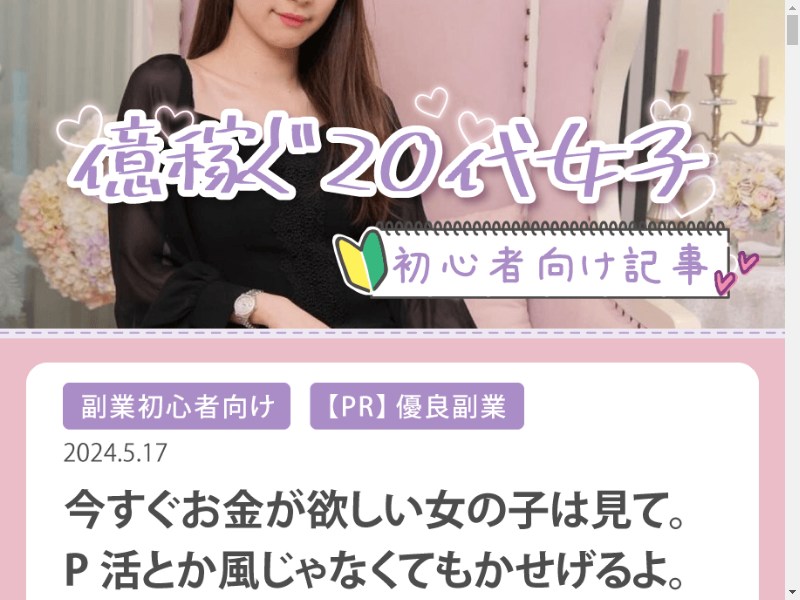 億稼ぐ20代女子
初心者向け記事
副業初心者向け
【PR】優良副業
2024.5.17
今すぐお金が欲しい女の子は見て。
P活とか風じゃなくてもかせげるよ。